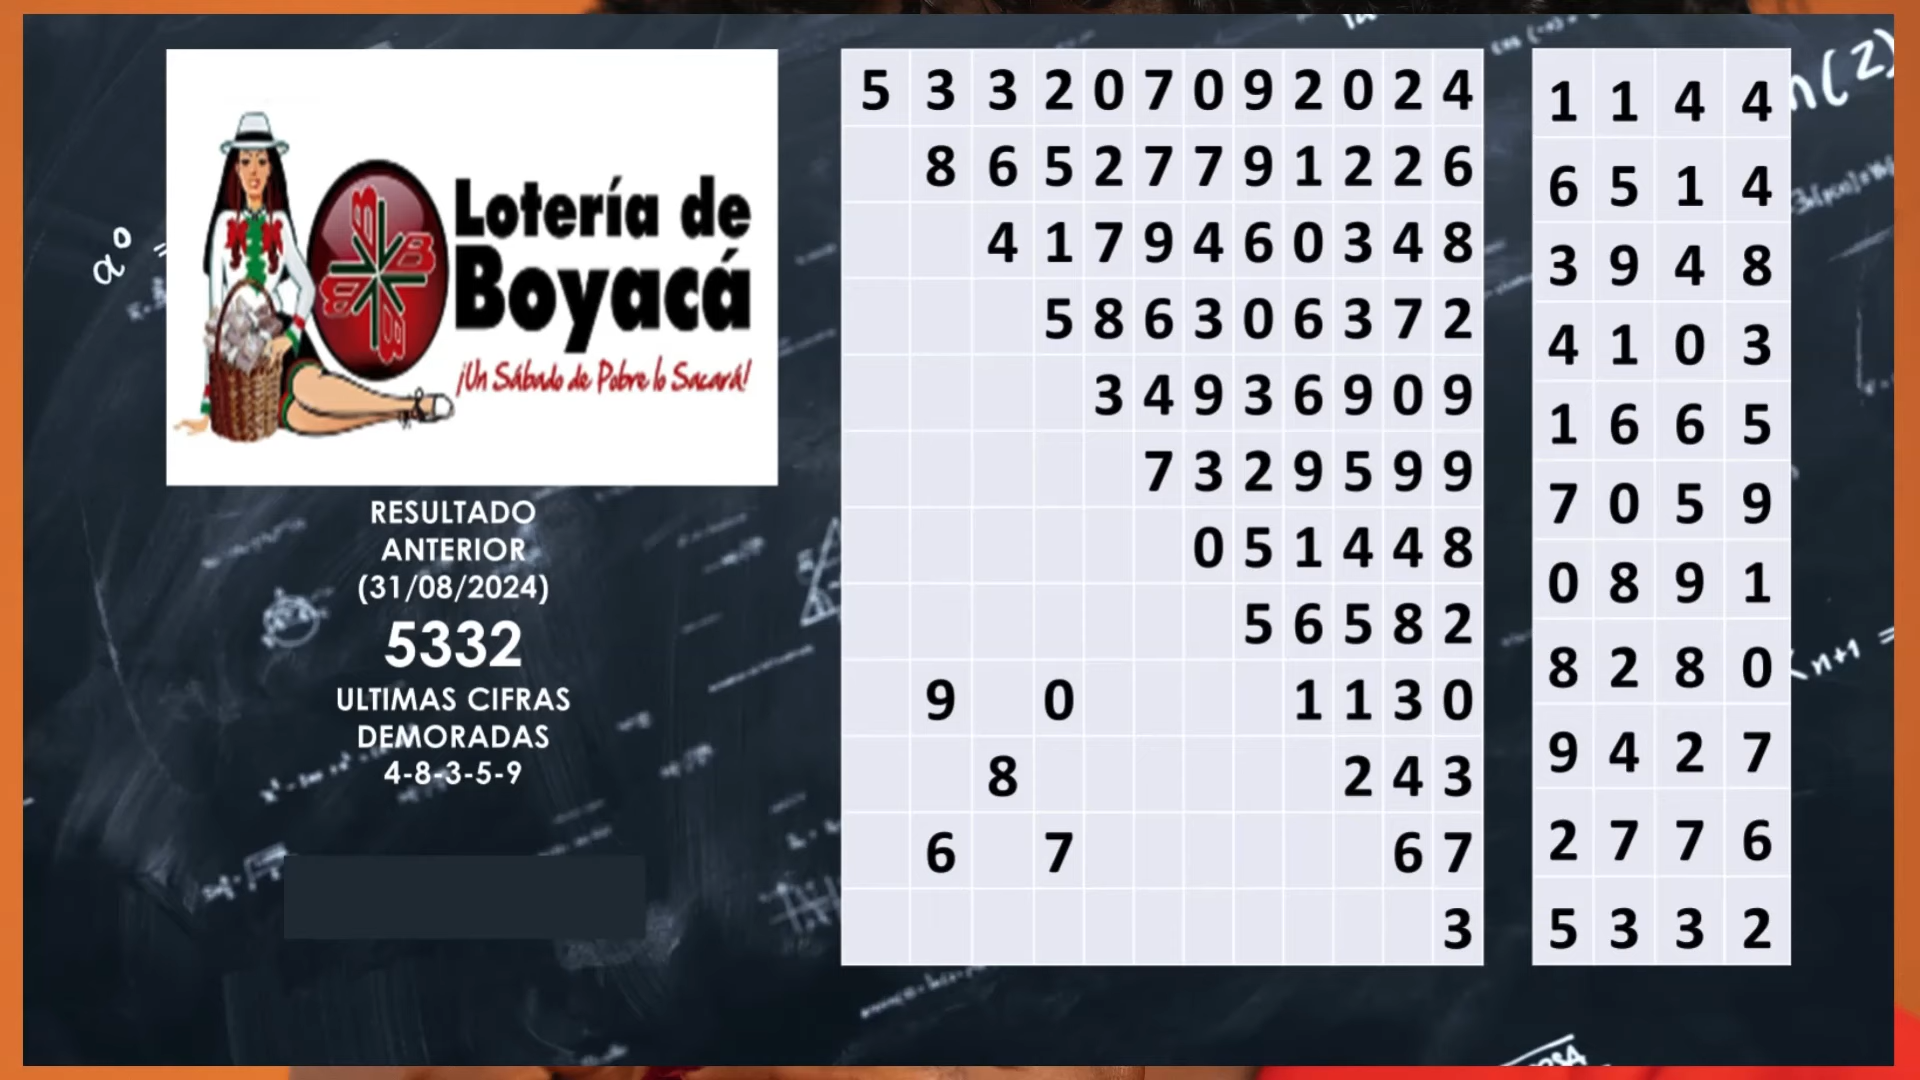 Lotería de
Boyacá
¡Un Sábado de Pobre lo Sacará!
RESULTADO
ANTERIOR
(31/08/2024)
5332
ULTIMAS CIFRAS
DEMORADAS
4-8-3-5-9
5 3 3 2 0 7 0 9 2 0 2 4
8 6 5 2 7 7 9 1 2 2 6
4 1 7 9 4 6 0 3 4 8
5 8 6 3 0 6 3 7 2
3 4 9 3 6 9 0 9
7 3 2 9 5 9 9
0 5 1 4 4 8
5 6 5 8 2
9 0 1 1 3 0
8 2 4 3
6 7 6 7
3
1 1 4 4
6 5 1 4
3 9 4 8
4 1 0 3
1 6 6 5
7 0 5 9
0 8 9 1
8 2 8 0
9 4 2 7
2 7 7 6
5 3 3 2